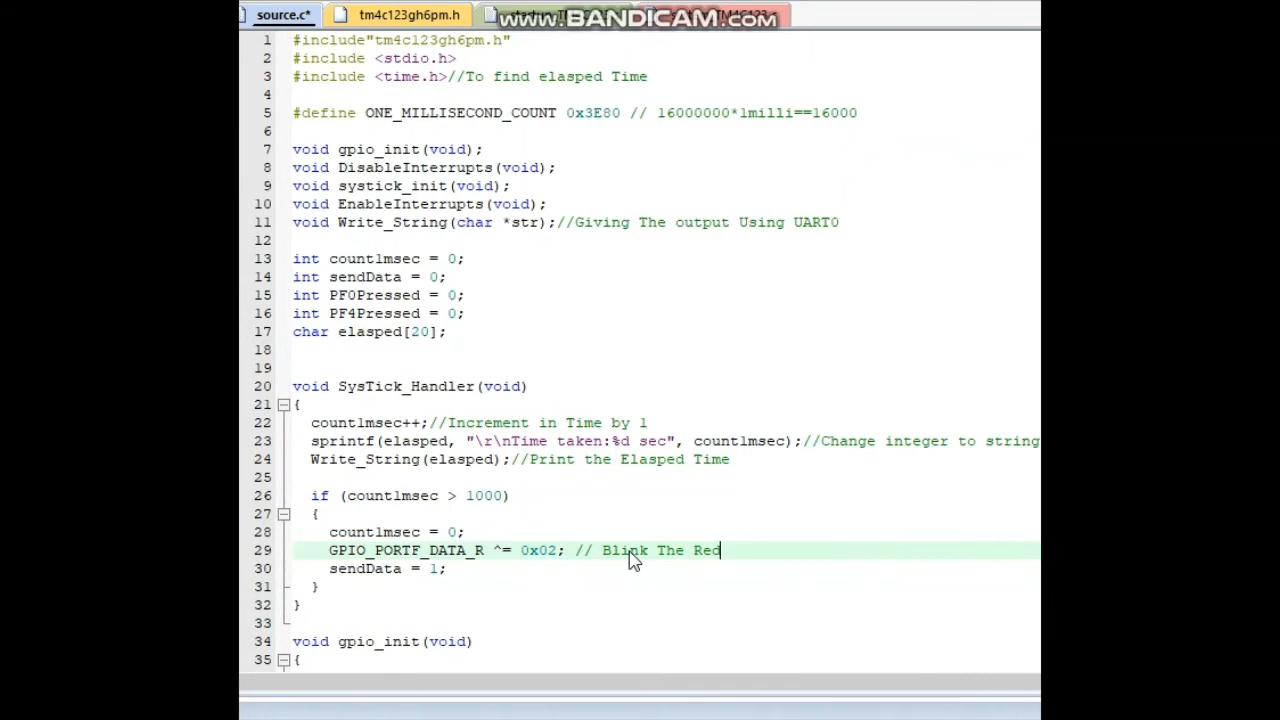 source.c*
tm4c123gh6pm.h
www.BANDICAM.com
1 #include"tm4c123gh6pm.h"
2 #include <stdio.h>
3 #include <time.h>//To find elasped Time
4
5 #define ONE_MILLISECOND_COUNT 0x3E80 // 16000000*1milli==16000
6
7 void gpio_init(void);
8 void DisableInterrupts(void);
9 void systick_init(void);
10 void EnableInterrupts(void);
11 void Write_String(char *str);//Giving The output Using UART0
12
13 int count1msec = 0;
14 int sendData = 0;
15 int PF0Pressed = 0;
16 int PF4Pressed = 0;
17 char elasped[20];
18
19
20 void SysTick_Handler(void)
21 {
22 count1msec++;//Increment in Time by 1
23 sprintf(elasped, "\r\nTime taken:%d sec", count1msec);//Change integer to string
24 Write_String(elasped);//Print the Elasped Time
25
26 if (count1msec > 1000)
27 {
28 count1msec = 0;
29 GPIO_PORTF_DATA_R ^= 0x02; // Blink The Red
30 sendData = 1;
31 }
32 }
33
34 void gpio_init(void)
35 {